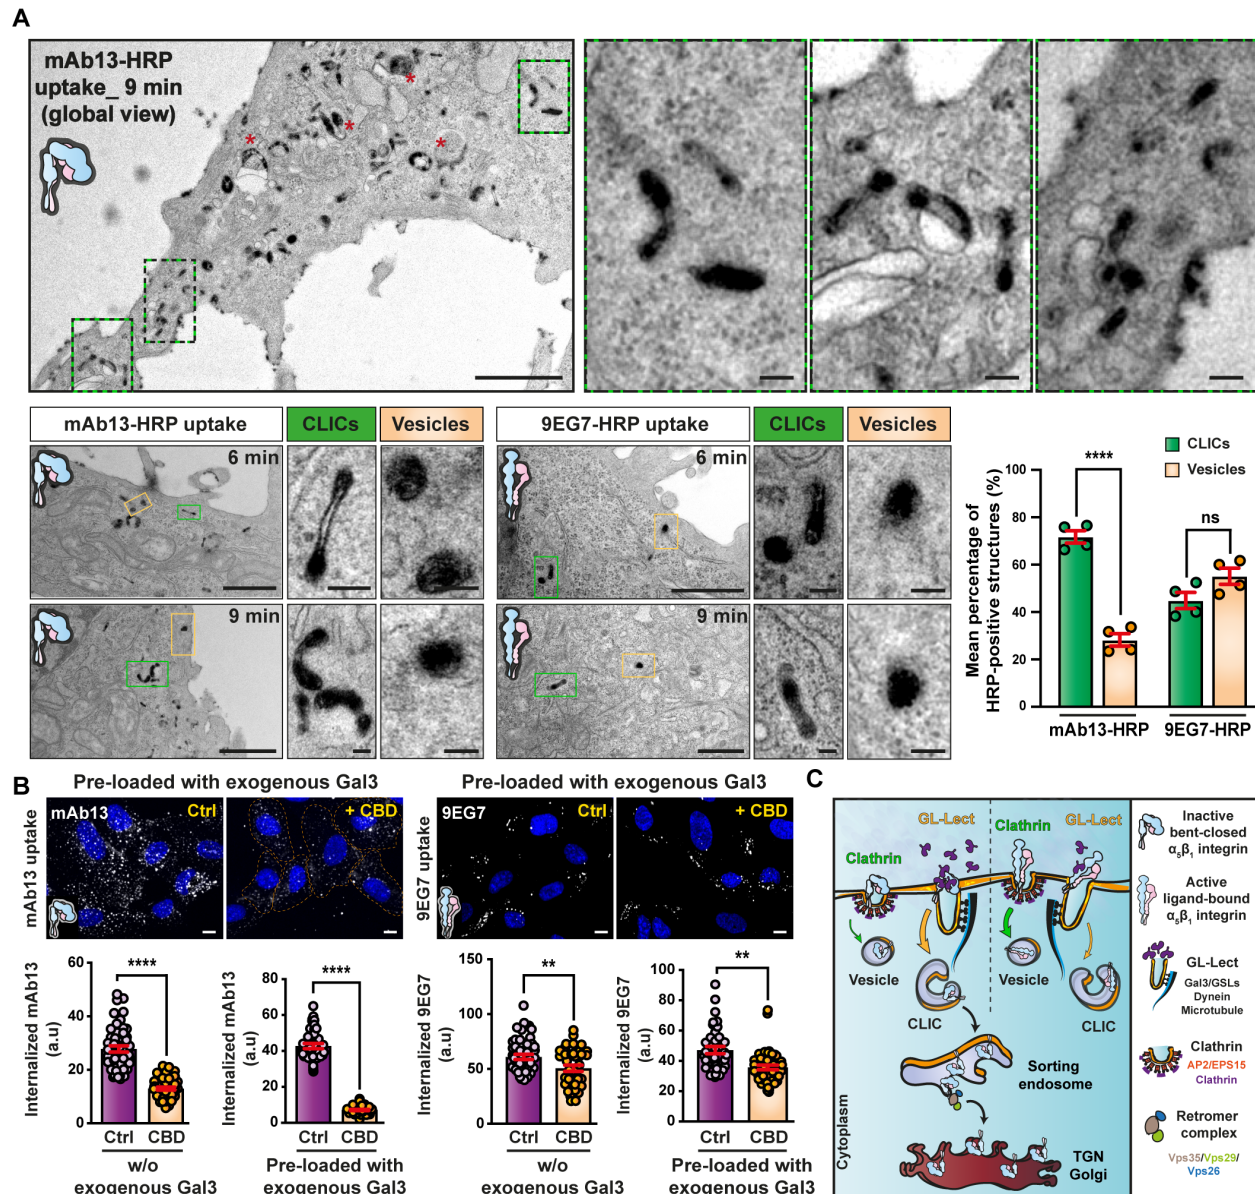 A
mAb13-HRP
uptake_ 9 min
(global view)
*
*
*
*
mAb13-HRP uptake
CLICs
Vesicles
9EG7-HRP uptake
CLICs
Vesicles
6 min
6 min
9 min
9 min
CLICs
Vesicles
Mean percentage of
HRP-positive structures (%)
100
80
60
40
20
0
****
ns
mAb13-HRP
9EG7-HRP
B
Pre-loaded with exogenous Gal3
Pre-loaded with exogenous Gal3
mAb13 uptake
mAb13
Ctrl
+ CBD
9EG7 uptake
9EG7
Ctrl
+ CBD
Internalized mAb13
(a.u)
60
40
20
0
****
Ctrl
CBD
w/o
exogenous Gal3
Internalized mAb13
(a.u)
80
60
40
20
0
****
Ctrl
CBD
Pre-loaded with
exogenous Gal3
Internalized 9EG7
(a.u)
150
100
50
0
**
Ctrl
CBD
w/o
exogenous Gal3
Internalized 9EG7
(a.u)
100
80
60
40
20
0
**
Ctrl
CBD
Pre-loaded with
exogenous Gal3
C
GL-Lect
Clathrin
Clathrin
GL-Lect
Vesicle
CLIC
Vesicle
CLIC
Sorting
endosome
TGN
Golgi
Cytoplasm
Inactive
bent-closed
α5β1 integrin
Active
ligand-bound
α5β1 integrin
GL-Lect
Gal3/GSLs
Dynein
Microtubule
Clathrin
AP2/EPS15
Clathrin
Retromer
complex
Vps35/Vps29/
Vps26